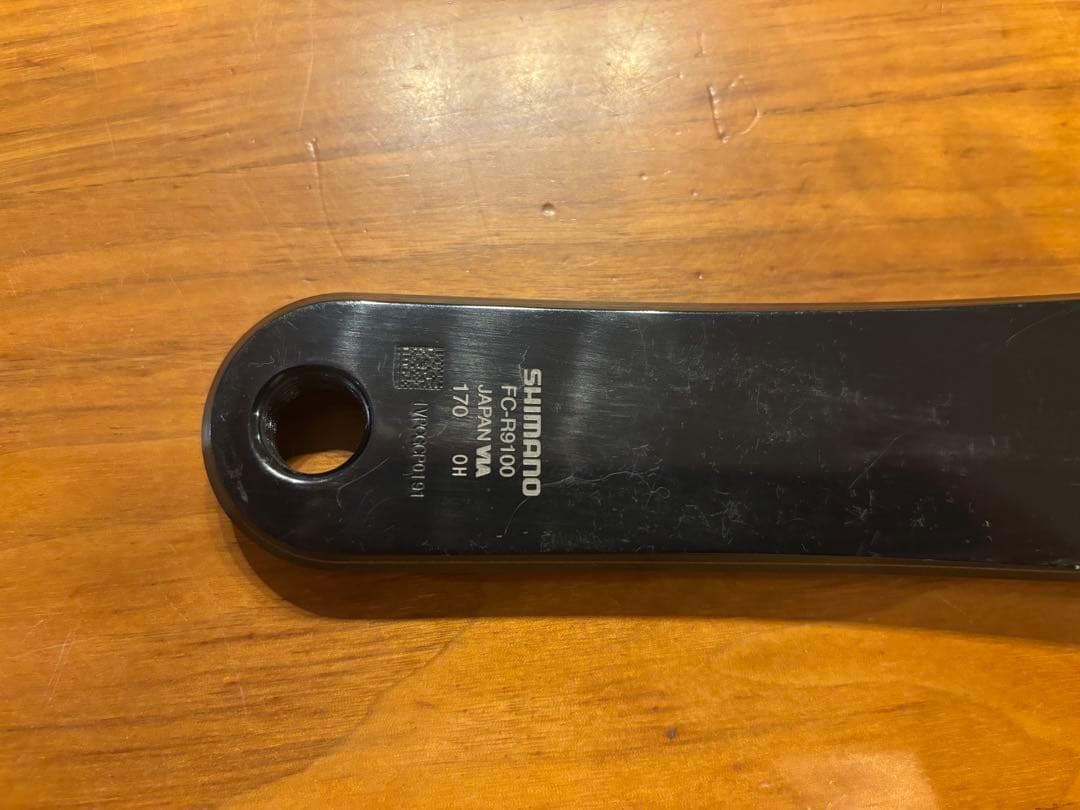 SHIMANO
FC-R9100
JAPAN VIA
170 OH